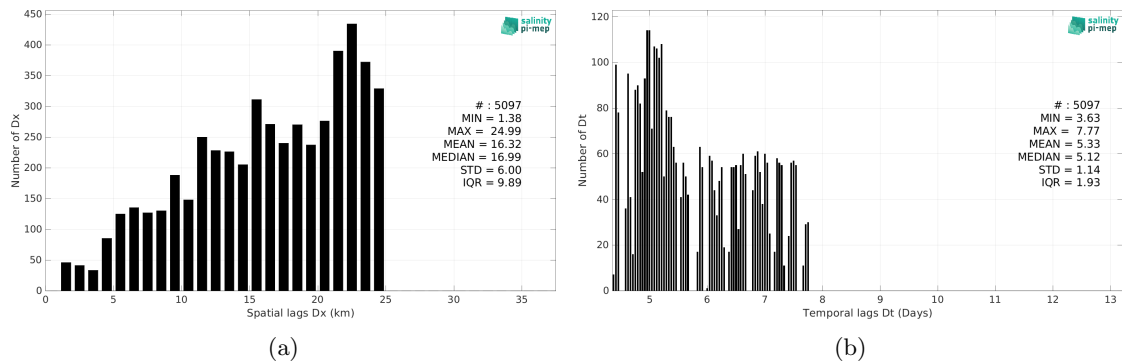 450
400
350
300
250
200
150
100
50
0
Number of Dx
0 5 10 15 20 25 30 35
Spatial lags Dx (km)
salinity
pi-mep
# : 5097
MIN = 1.38
MAX = 24.99
MEAN = 16.32
MEDIAN = 16.99
STD = 6.00
IQR = 9.89
(a)
120
100
80
60
40
20
0
Number of Dt
5 6 7 8 9 10 11 12 13
Temporal lags Dt (Days)
salinity
pi-mep
# : 5097
MIN = 3.63
MAX = 7.77
MEAN = 5.33
MEDIAN = 5.12
STD = 1.14
IQR = 1.93
(b)